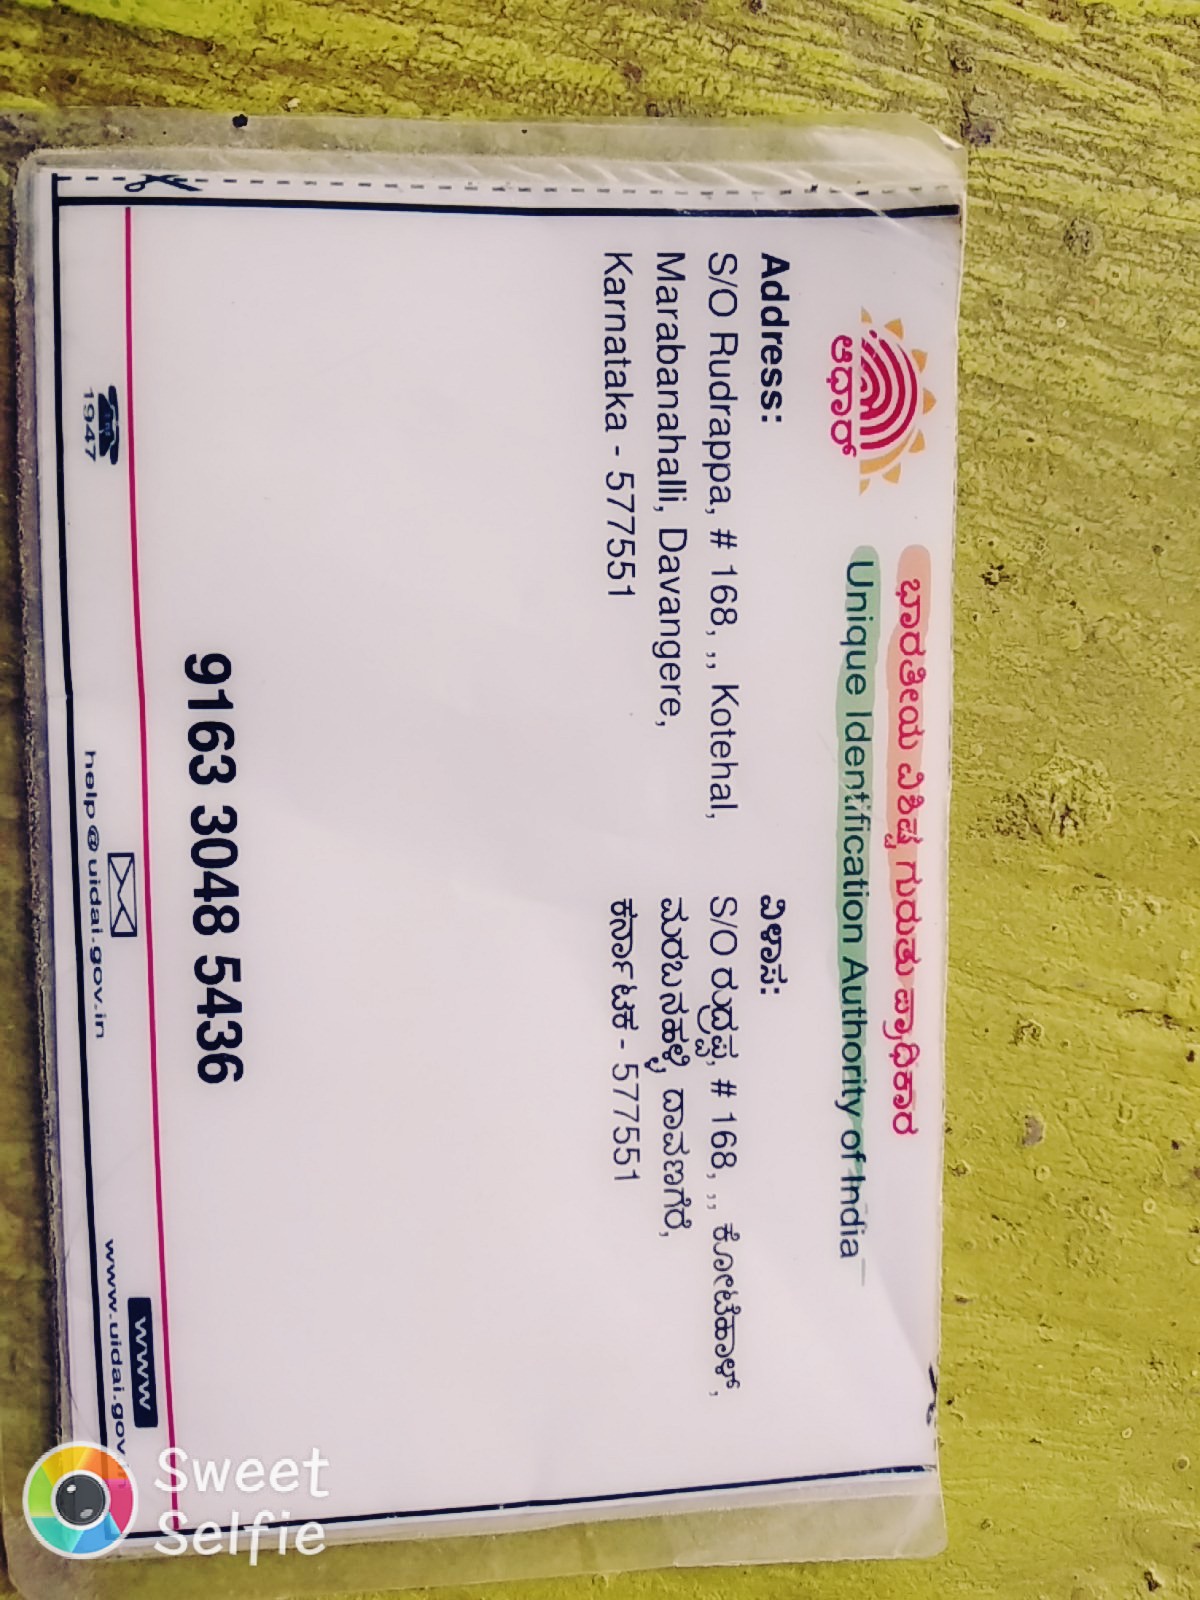 ಭಾರತೀಯ ವಿಶಿಷ್ಟ ಗುರುತು ಪ್ರಾಧಿಕಾರ
Unique Identification Authority of India
ಆಧಾರ್
Address:
S/O Rudrappa, # 168, ,, Kotehal,
Marabanahalli, Davangere,
Karnataka - 577551
ವಿಳಾಸ:
S/O ರುದ್ರಪ್ಪ, # 168, ,, ಕೋಟೆಹಾಳ್,
ಮರಬನಹಳ್ಳಿ, ದಾವಣಗೆರೆ,
ಕರ್ನಾಟಕ - 577551
9163 3048 5436
1947
help@uidai.gov.in
www
www.uidai.gov.in
Sweet
Selfie